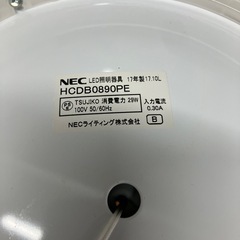 NEC LED照明器具 17年製 17.10L
HCDB0890PE
PS E TSUJIKO 消費電力 29W 入力電流
100V 50/60Hz 0.30A
NECライティング株式会社 B